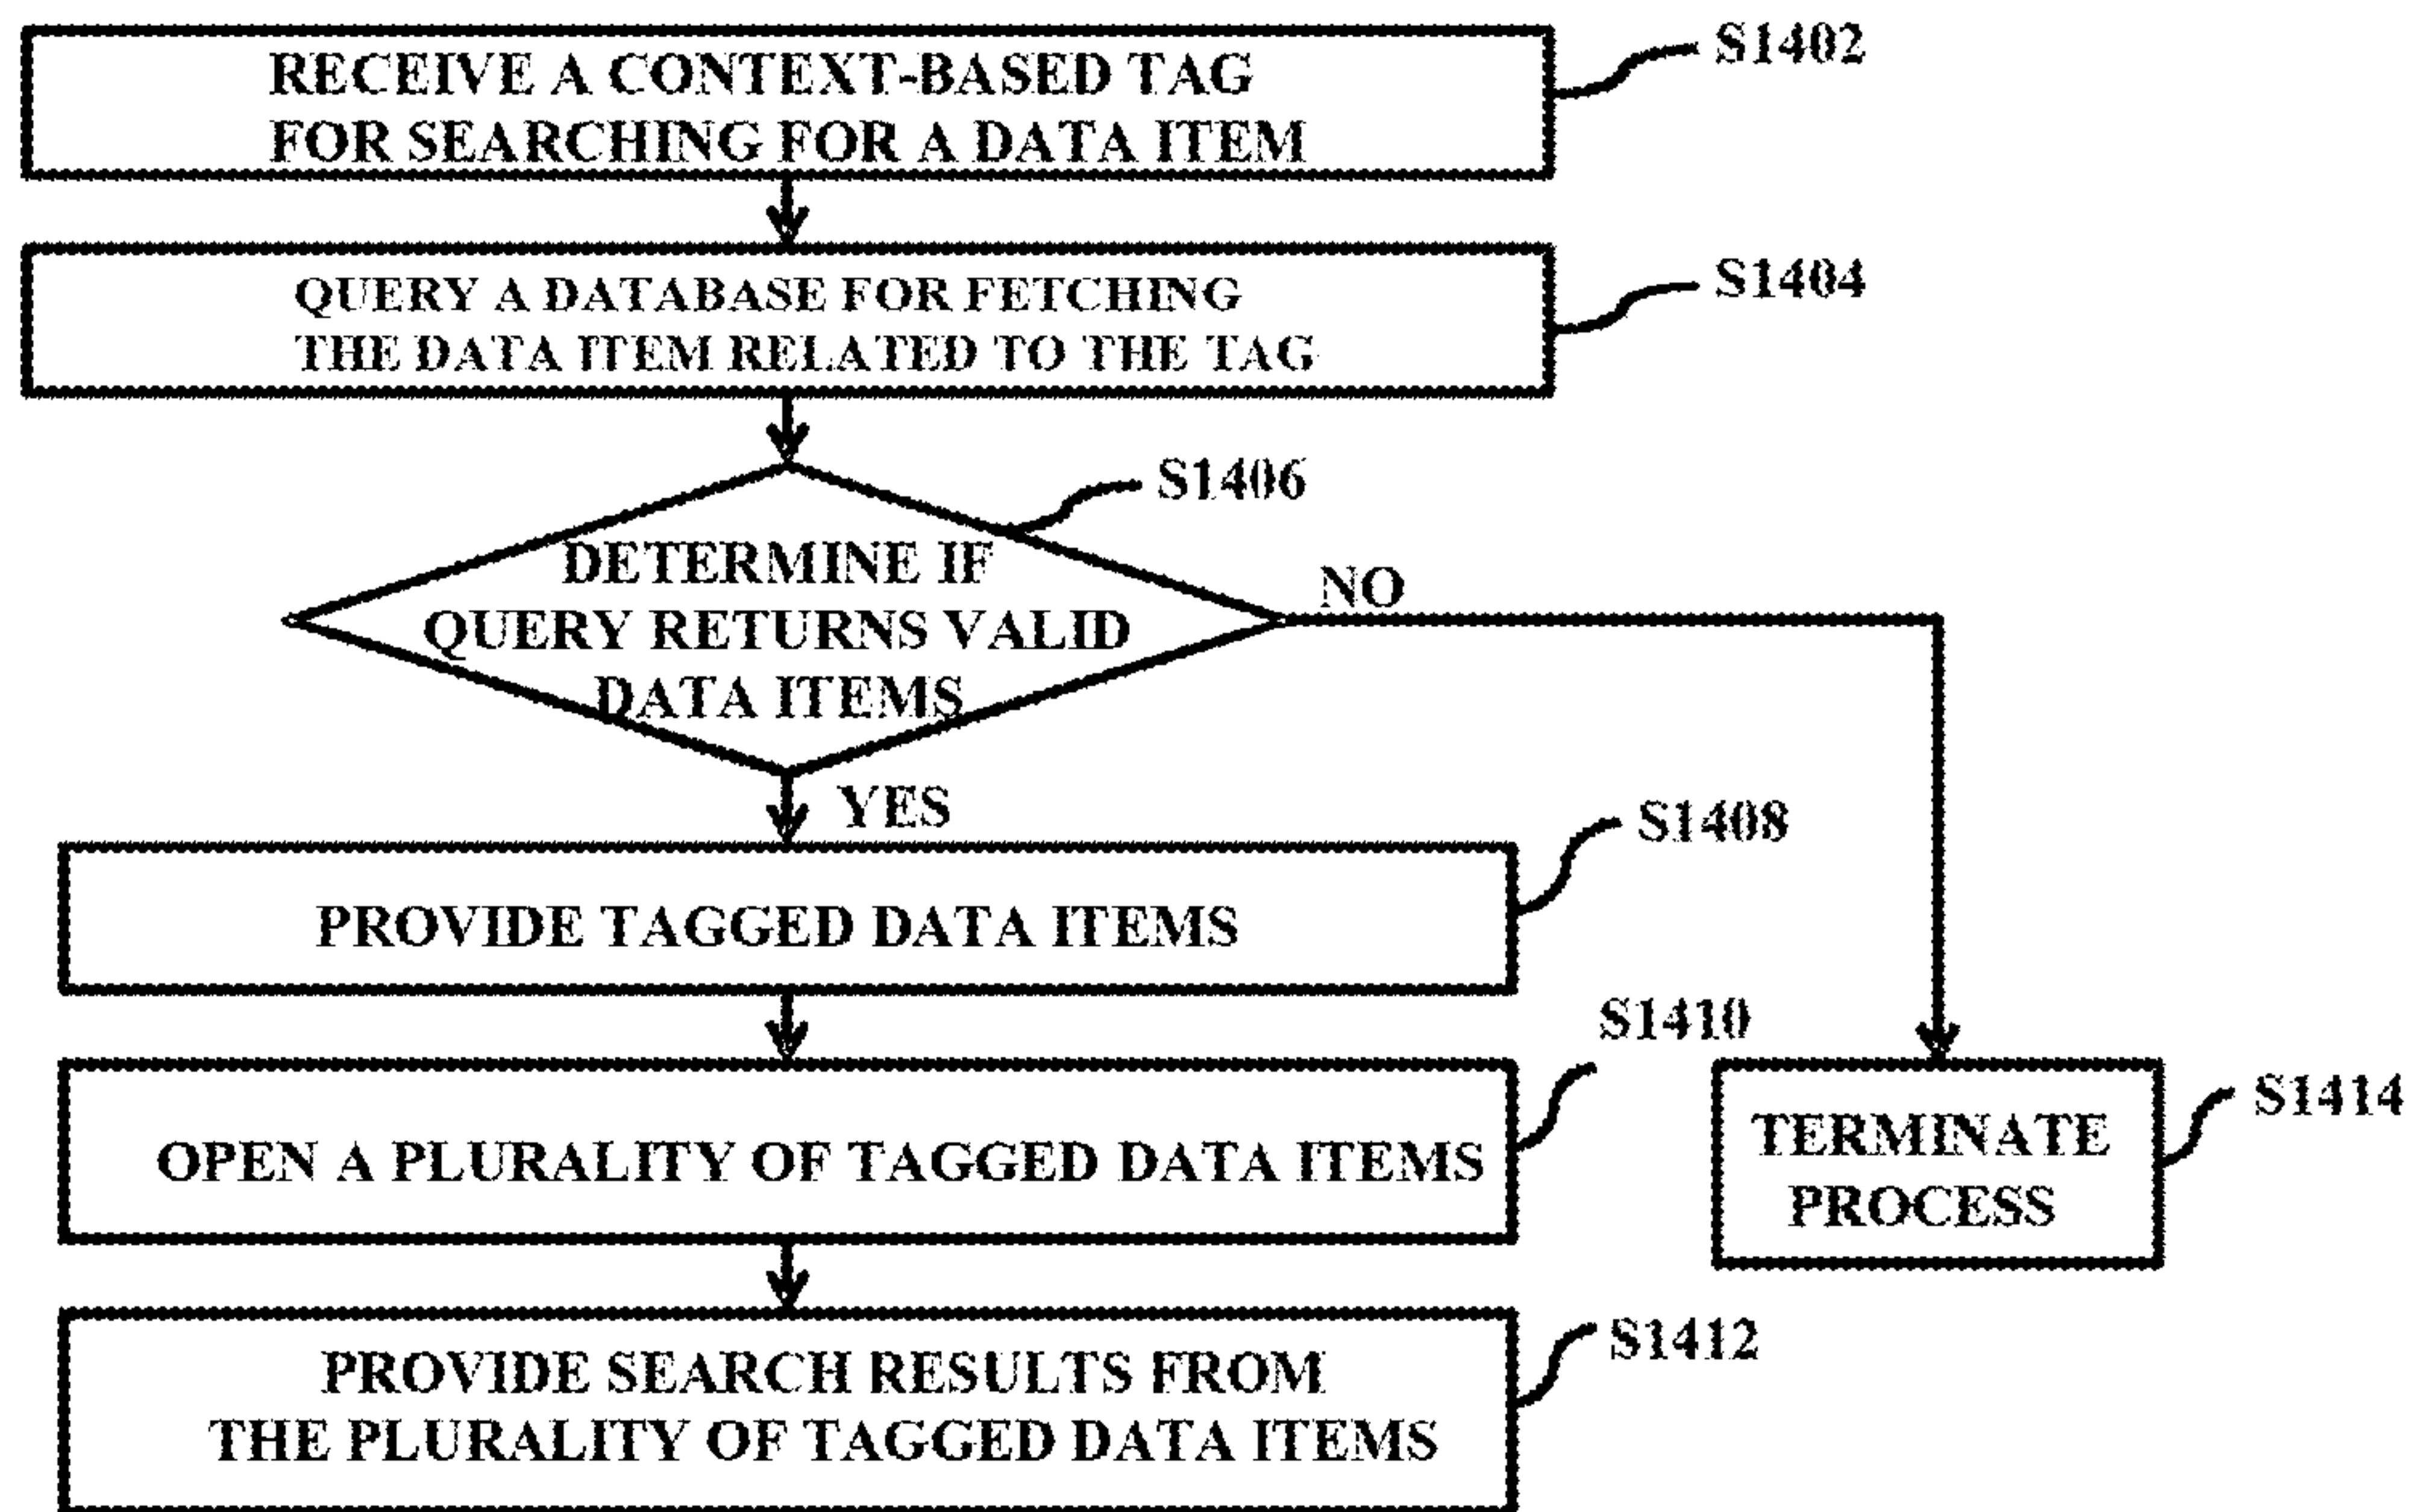 RECEIVE A CONTEXT-BASED TAG
FOR SEARCHING FOR A DATA ITEM
S1402
QUERY A DATABASE FOR FETCHING
THE DATA ITEM RELATED TO THE TAG
S1404
S1406
DETERMINE IF
QUERY RETURNS VALID
DATA ITEMS
NO
YES
S1408
PROVIDE TAGGED DATA ITEMS
S1410
OPEN A PLURALITY OF TAGGED DATA ITEMS
S1414
TERMINATE
PROCESS
S1412
PROVIDE SEARCH RESULTS FROM
THE PLURALITY OF TAGGED DATA ITEMS